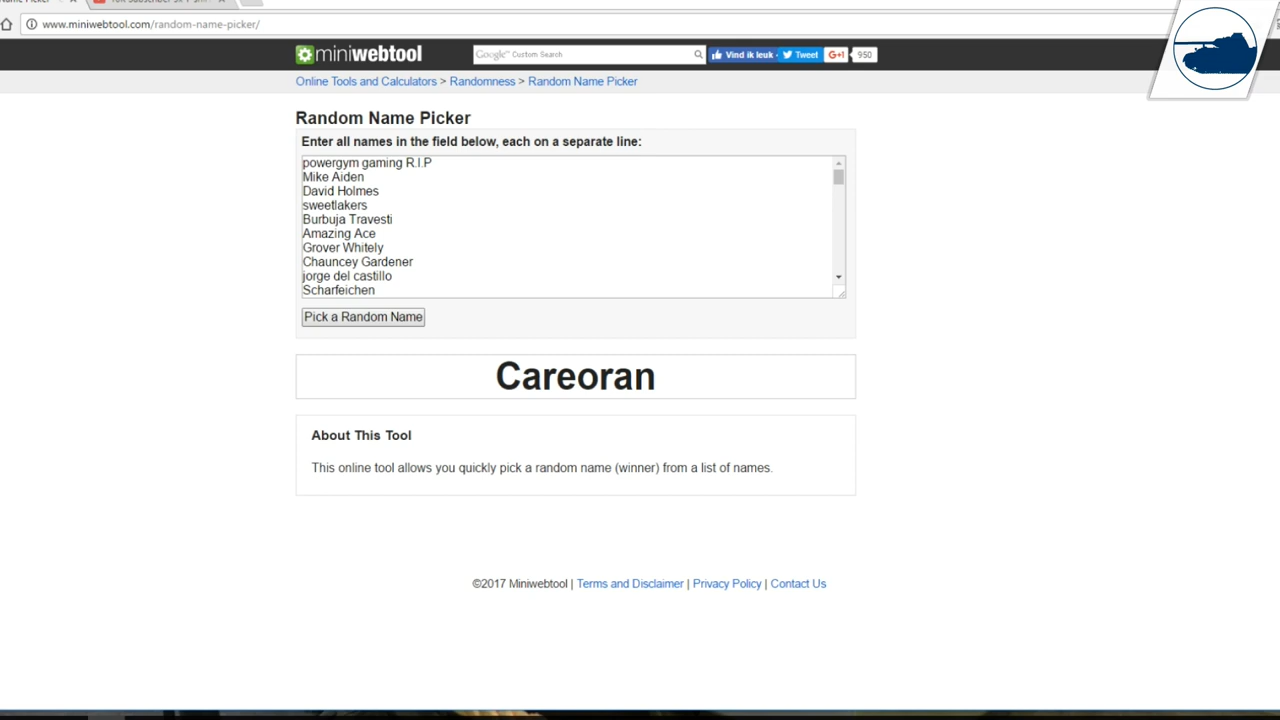 www.miniwebtool.com/random-name-picker/
miniwebtool
Google™ Custom Search
Vind ik leuk
Tweet
G+1
950
Online Tools and Calculators > Randomness > Random Name Picker
Random Name Picker
Enter all names in the field below, each on a separate line:
powergym gaming R.I.P
Mike Aiden
David Holmes
sweetlakers
Burbuja Travesti
Amazing Ace
Grover Whitely
Chauncey Gardener
jorge del castillo
Scharfeichen
Pick a Random Name
Careoran
About This Tool
This online tool allows you quickly pick a random name (winner) from a list of names.
©2017 Miniwebtool | Terms and Disclaimer | Privacy Policy | Contact Us